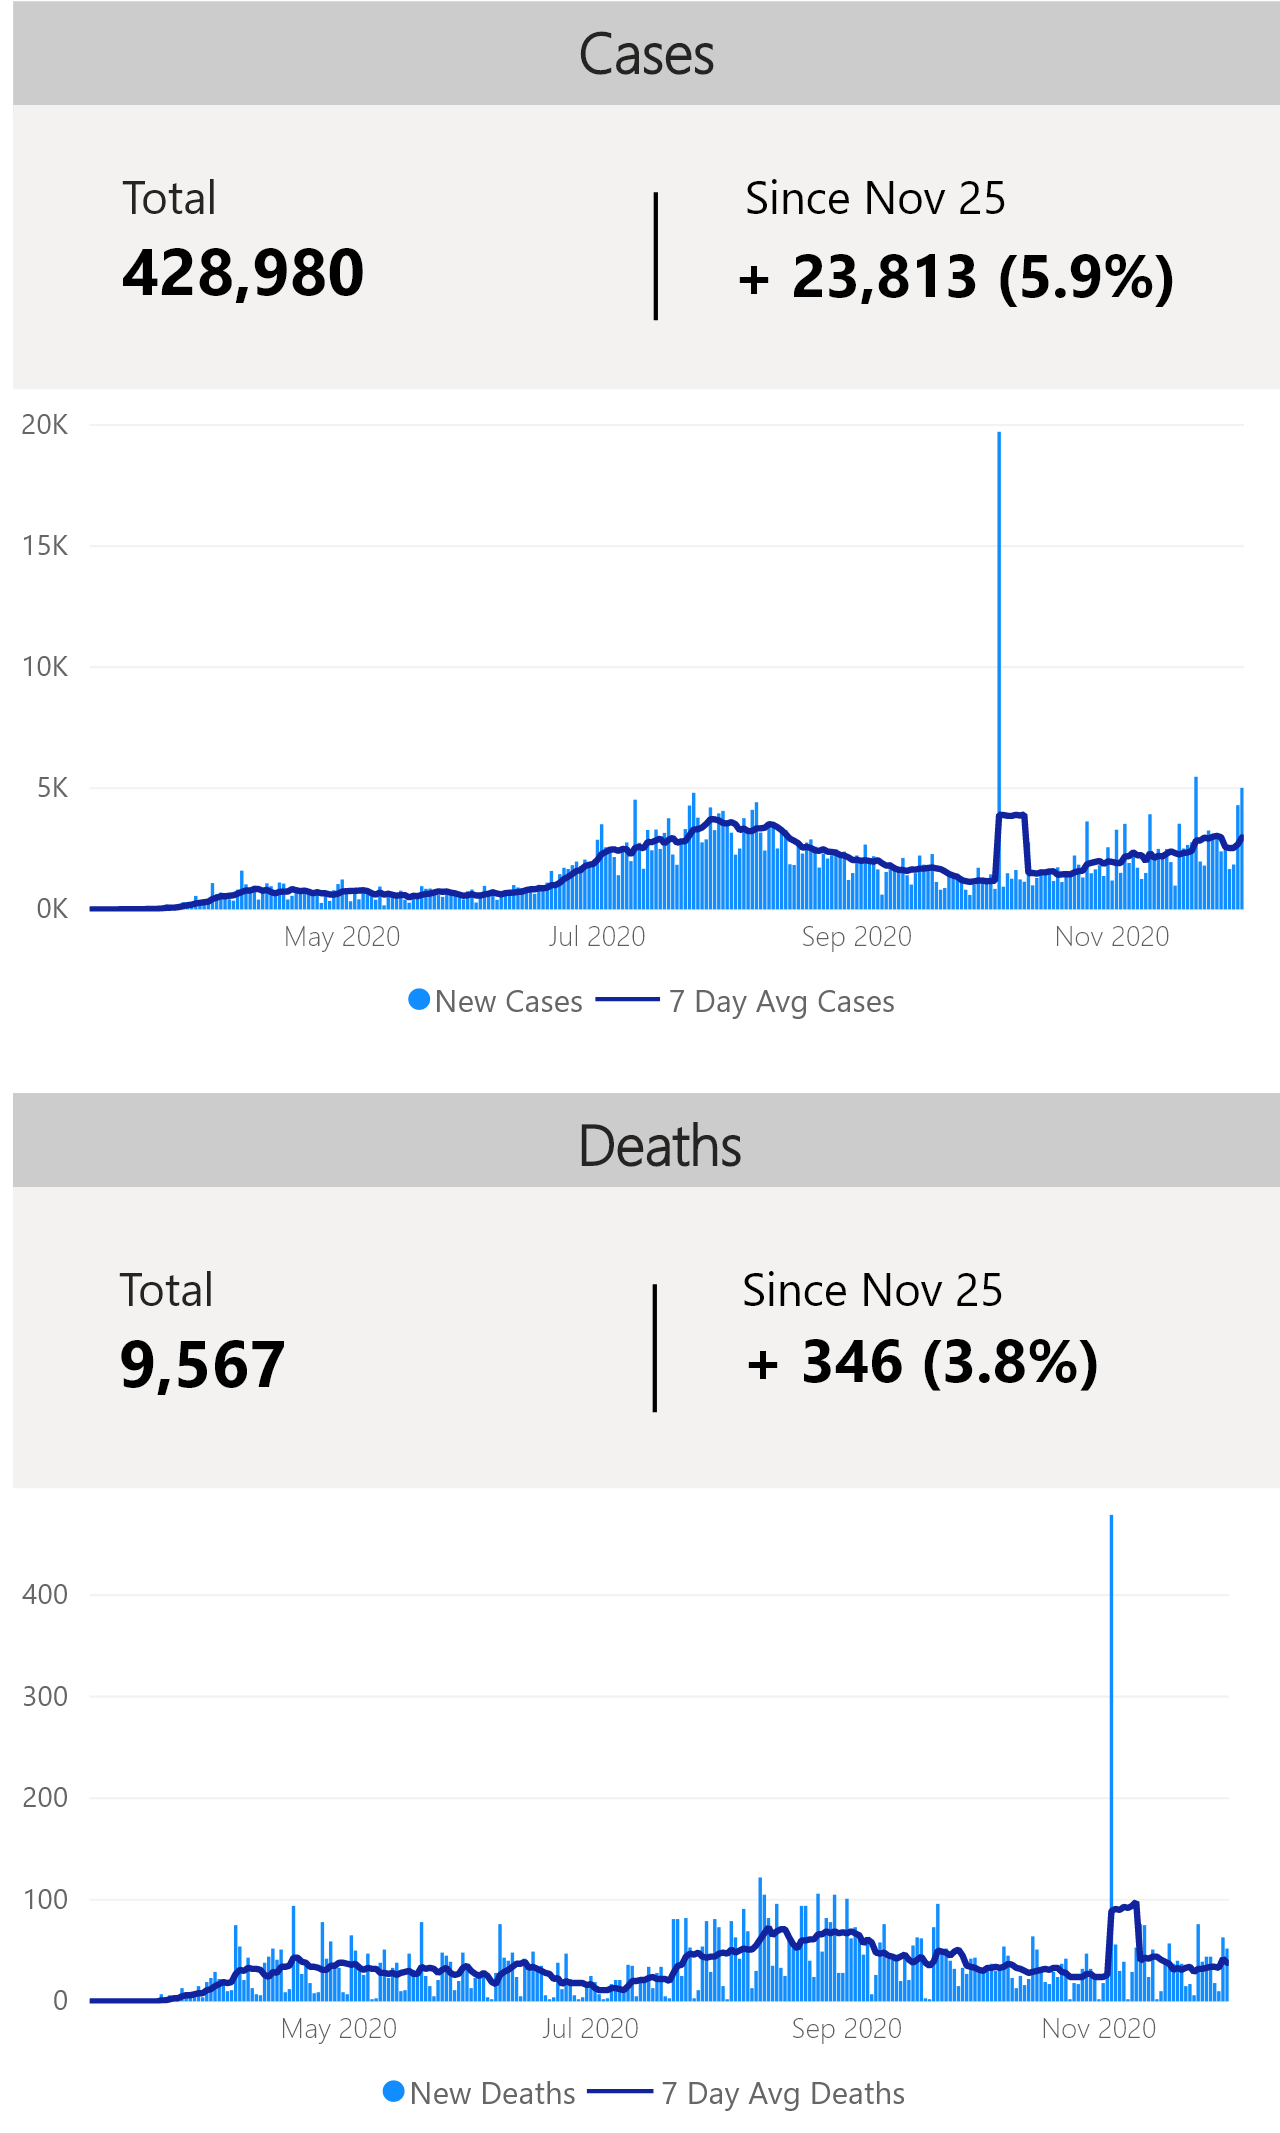 Cases
Total
428,980
Since Nov 25
+ 23,813 (5.9%)
20K
15K
10K
5K
0K
May 2020 Jul 2020 Sep 2020 Nov 2020
New Cases 7 Day Avg Cases
Deaths
Total
9,567
Since Nov 25
+ 346 (3.8%)
400
300
200
100
0
May 2020 Jul 2020 Sep 2020 Nov 2020
New Deaths 7 Day Avg Deaths